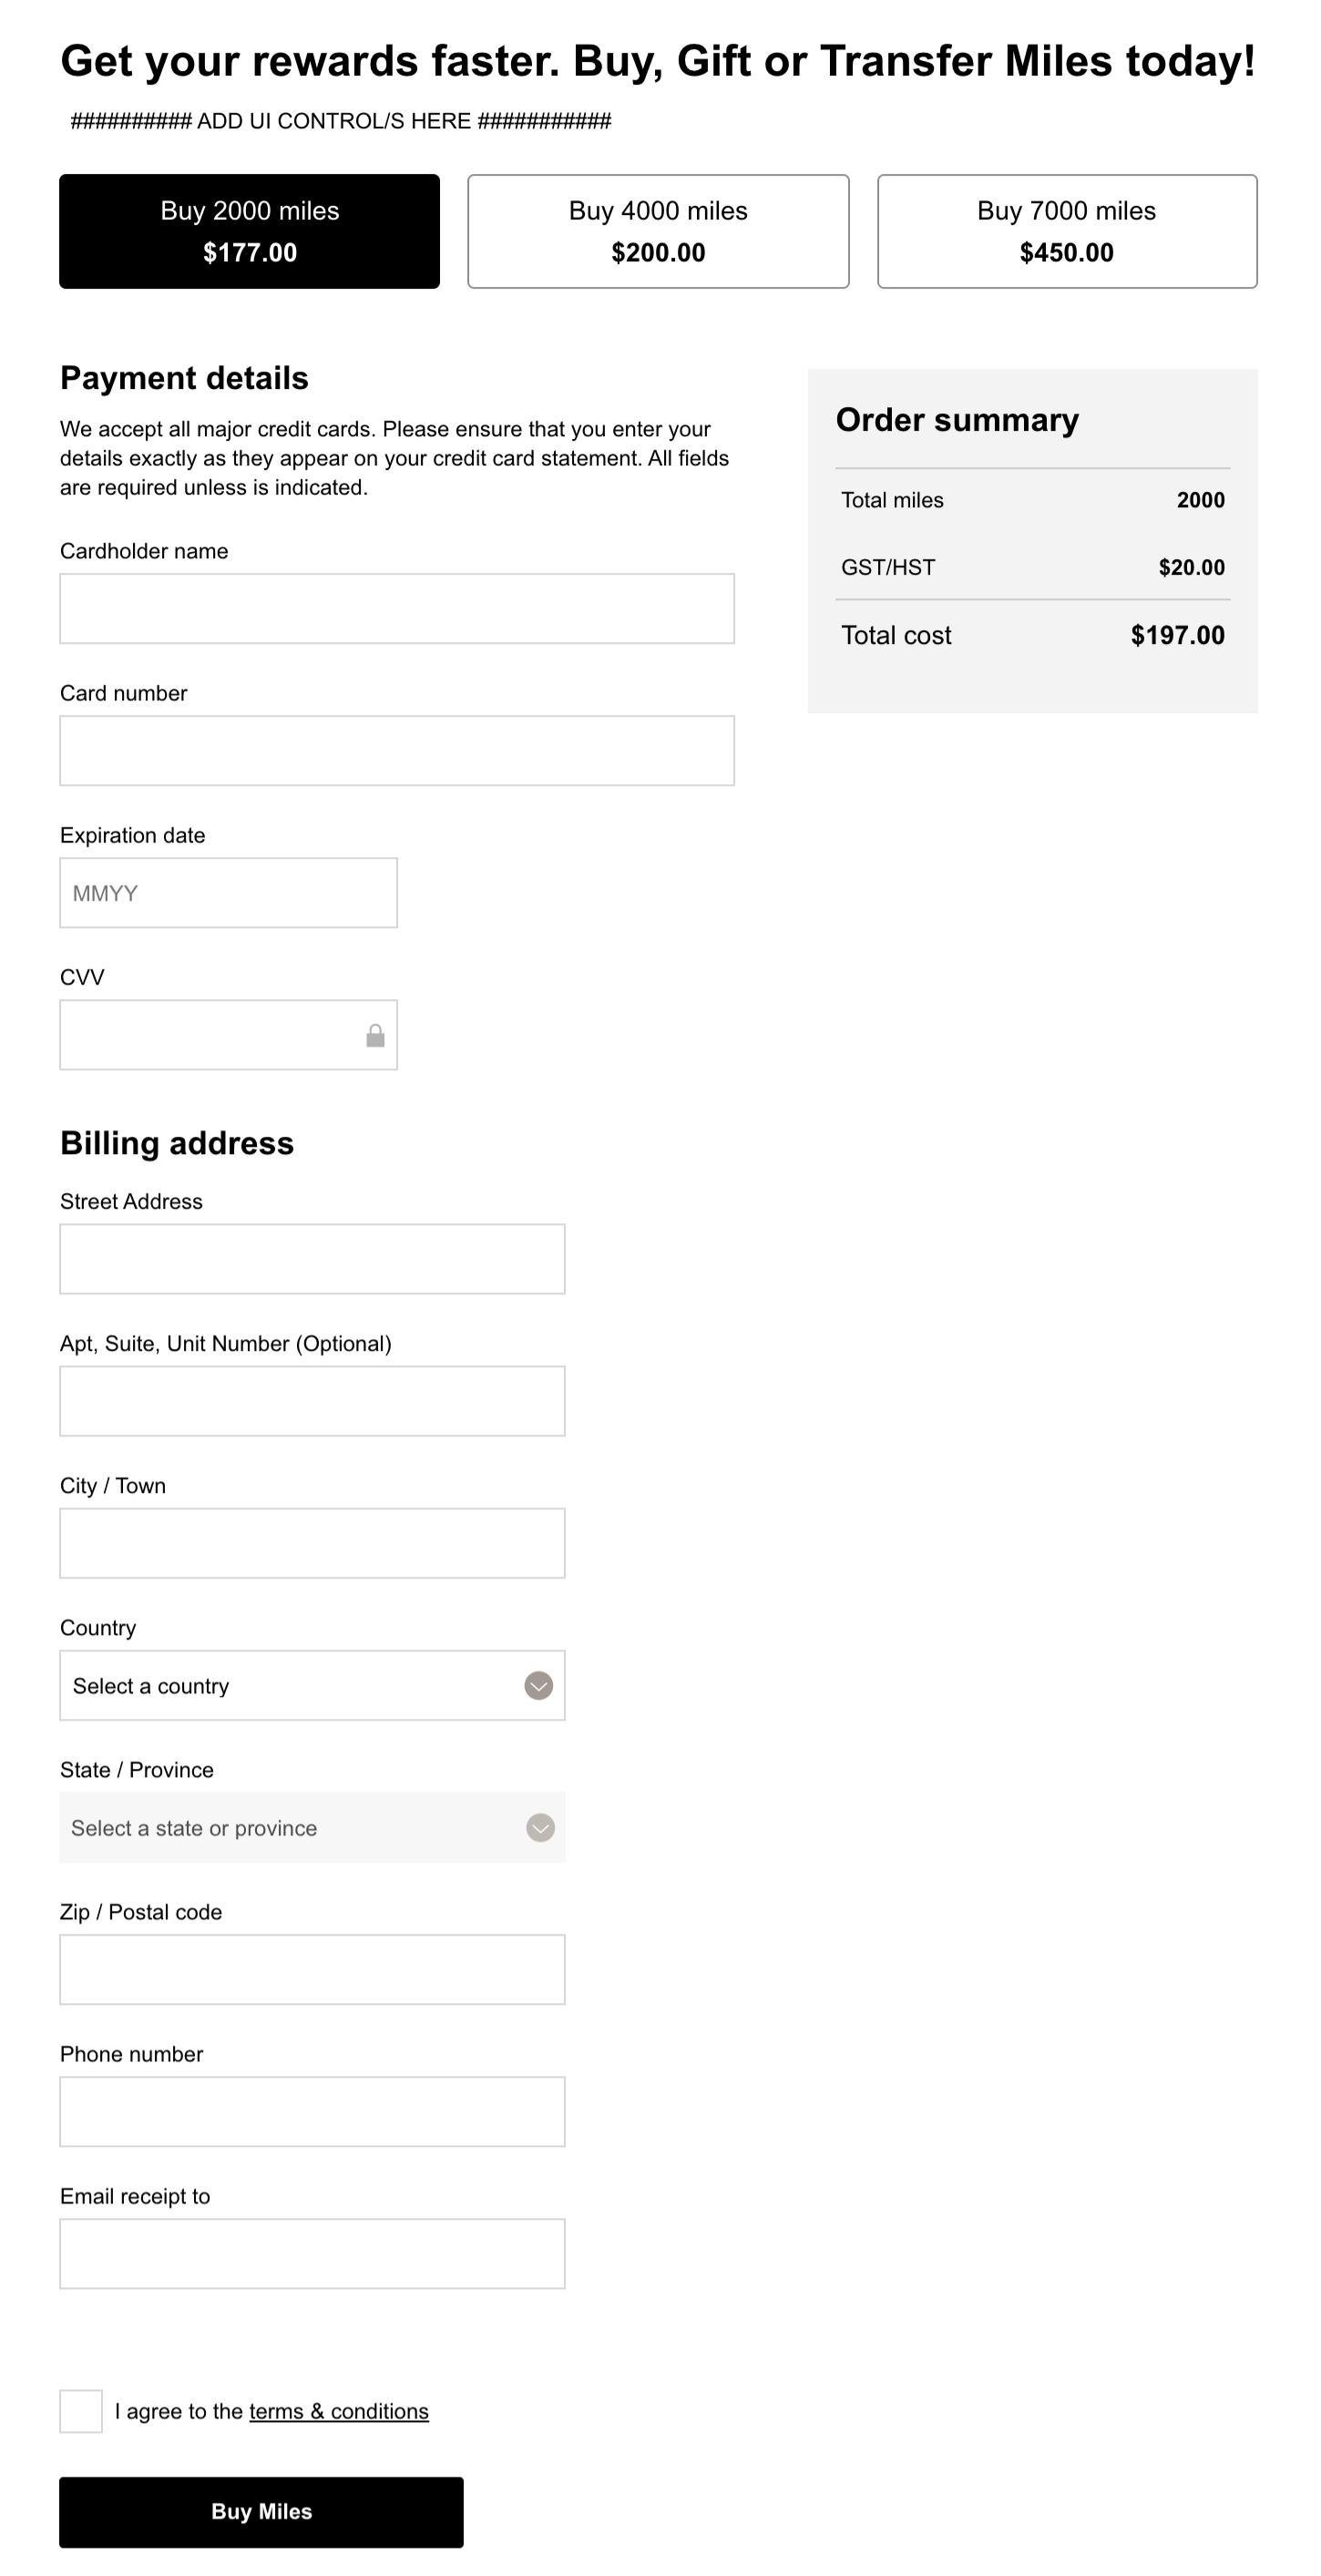 Get your rewards faster. Buy, Gift or Transfer Miles today!
########## ADD UI CONTROL/S HERE ###########
Buy 2000 miles
$177.00
Buy 4000 miles
$200.00
Buy 7000 miles
$450.00
Payment details
We accept all major credit cards. Please ensure that you enter your
details exactly as they appear on your credit card statement. All fields
are required unless is indicated.
Cardholder name
Card number
Expiration date
MMYY
CVV
Order summary
Total miles 2000
GST/HST $20.00
Total cost $197.00
Billing address
Street Address
Apt, Suite, Unit Number (Optional)
City / Town
Country
Select a country
State / Province
Select a state or province
Zip / Postal code
Phone number
Email receipt to
I agree to the terms & conditions
Buy Miles